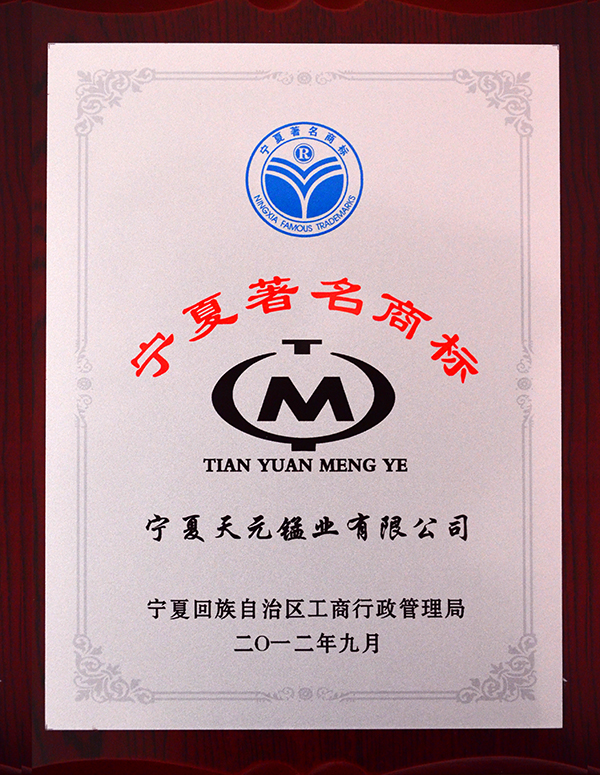 宁夏著名商标
®
NINGXIA FAMOUS TRADEMARKS
宁夏著名商标
T
M
TIAN YUAN MENG YE
宁夏天元锰业有限公司
宁夏回族自治区工商行政管理局
二〇一二年九月